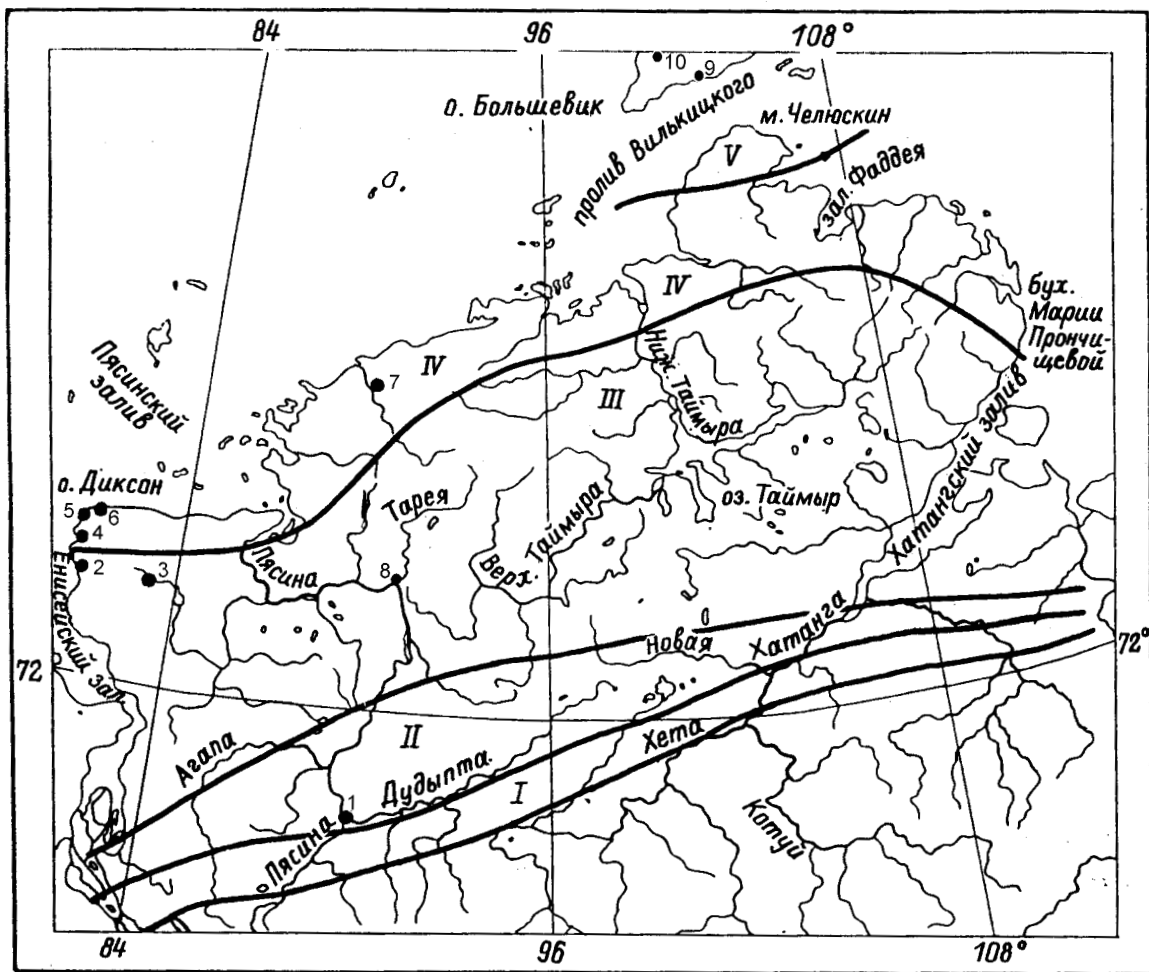 84
96
108°
10
9
о. Большевик
пролив Вилькицкого
м. Челюскин
V
зал. Фаддея
IV
бух.
Марии
Прончи-
щевой
Пясинский
залив
7
IV
III
Ниж. Таймыра
Хатангский залив
о. Диксон
5
6
4
2
3
Тарея
оз. Таймыр
Верх. Таймыра
Пясина
8
Енисейский зал.
Новая
Хатанга
72
72°
II
Агапа
Хета
Дудыпта
I
1
Пясина
Котуй
84
96
108°